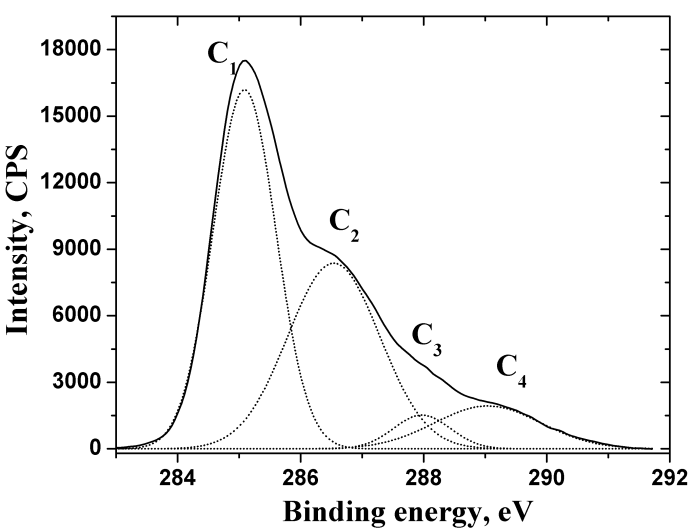 18000
15000
12000
9000
6000
3000
0
Intensity, CPS
C1
C2
C3
C4
284 286 288 290 292
Binding energy, eV